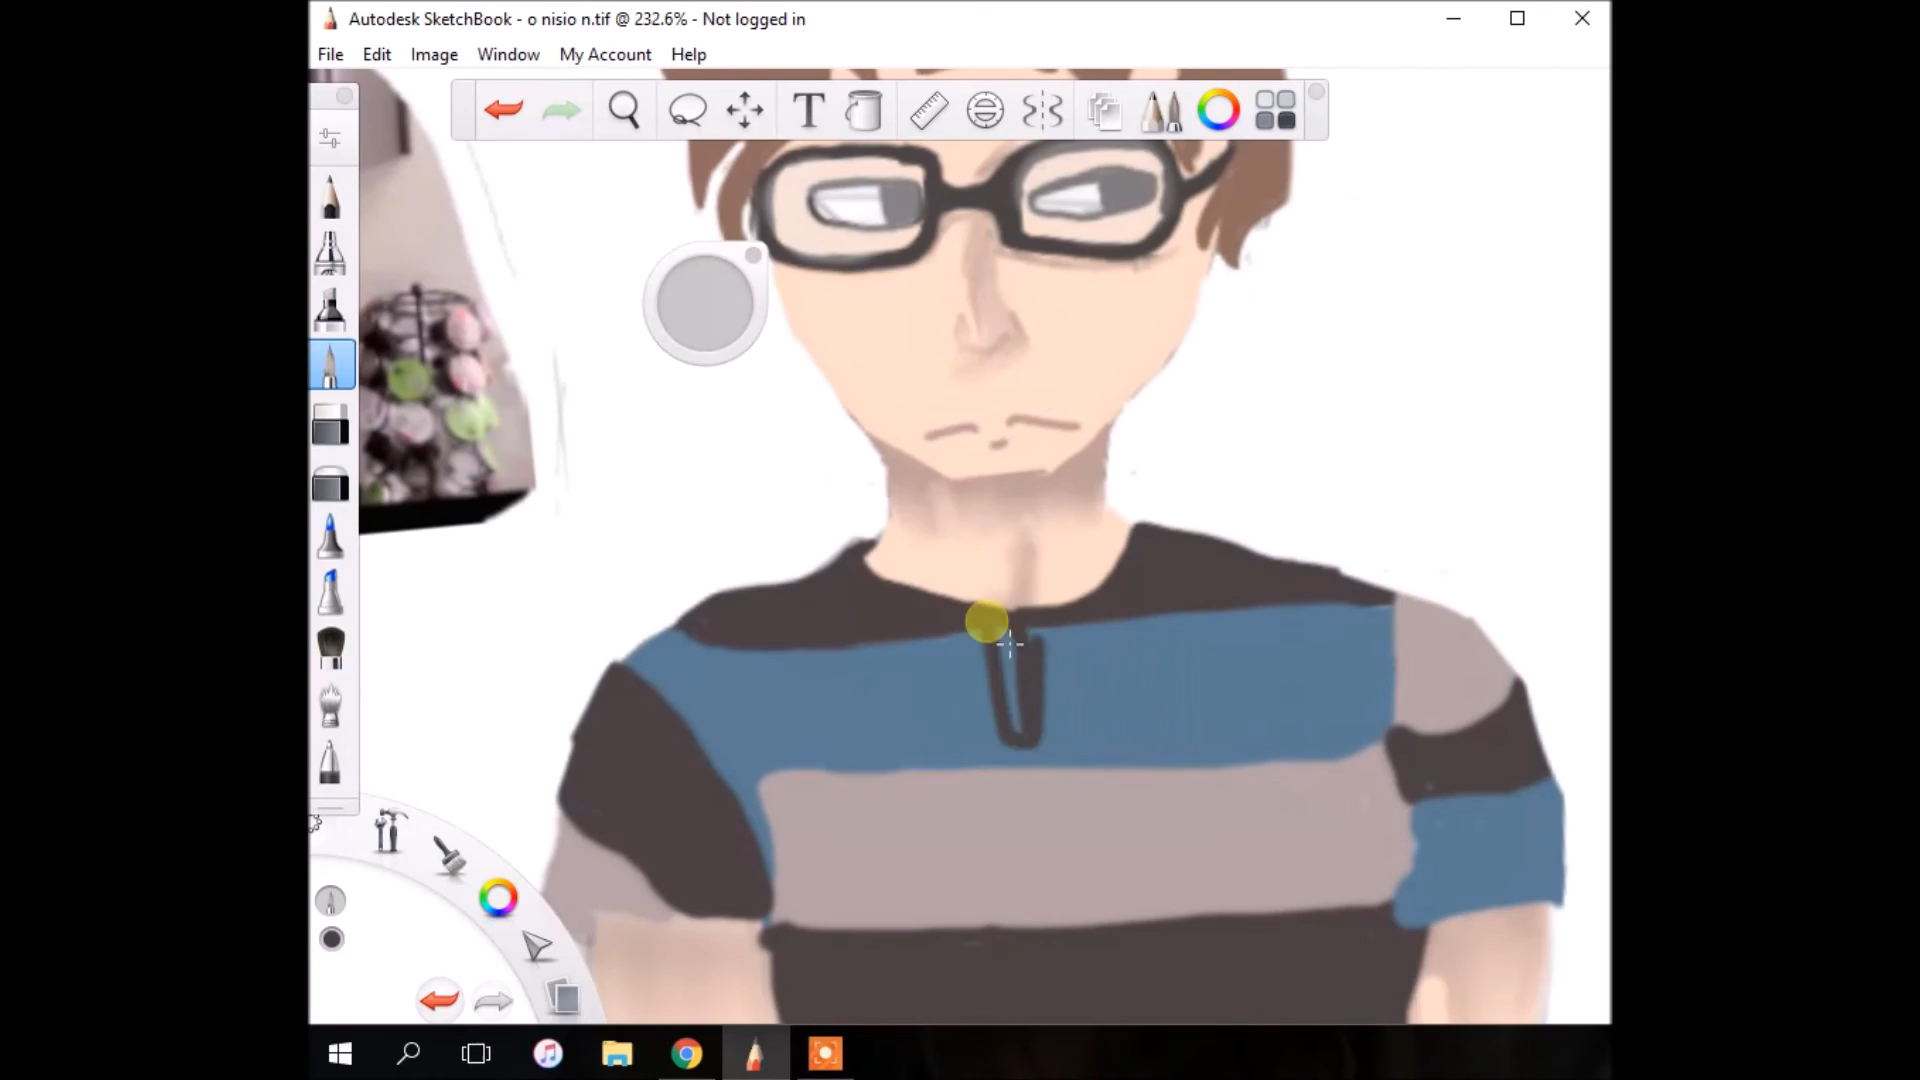 Autodesk SketchBook - o nisio n.tif @ 232.6% - Not logged in
File Edit Image Window My Account Help
T